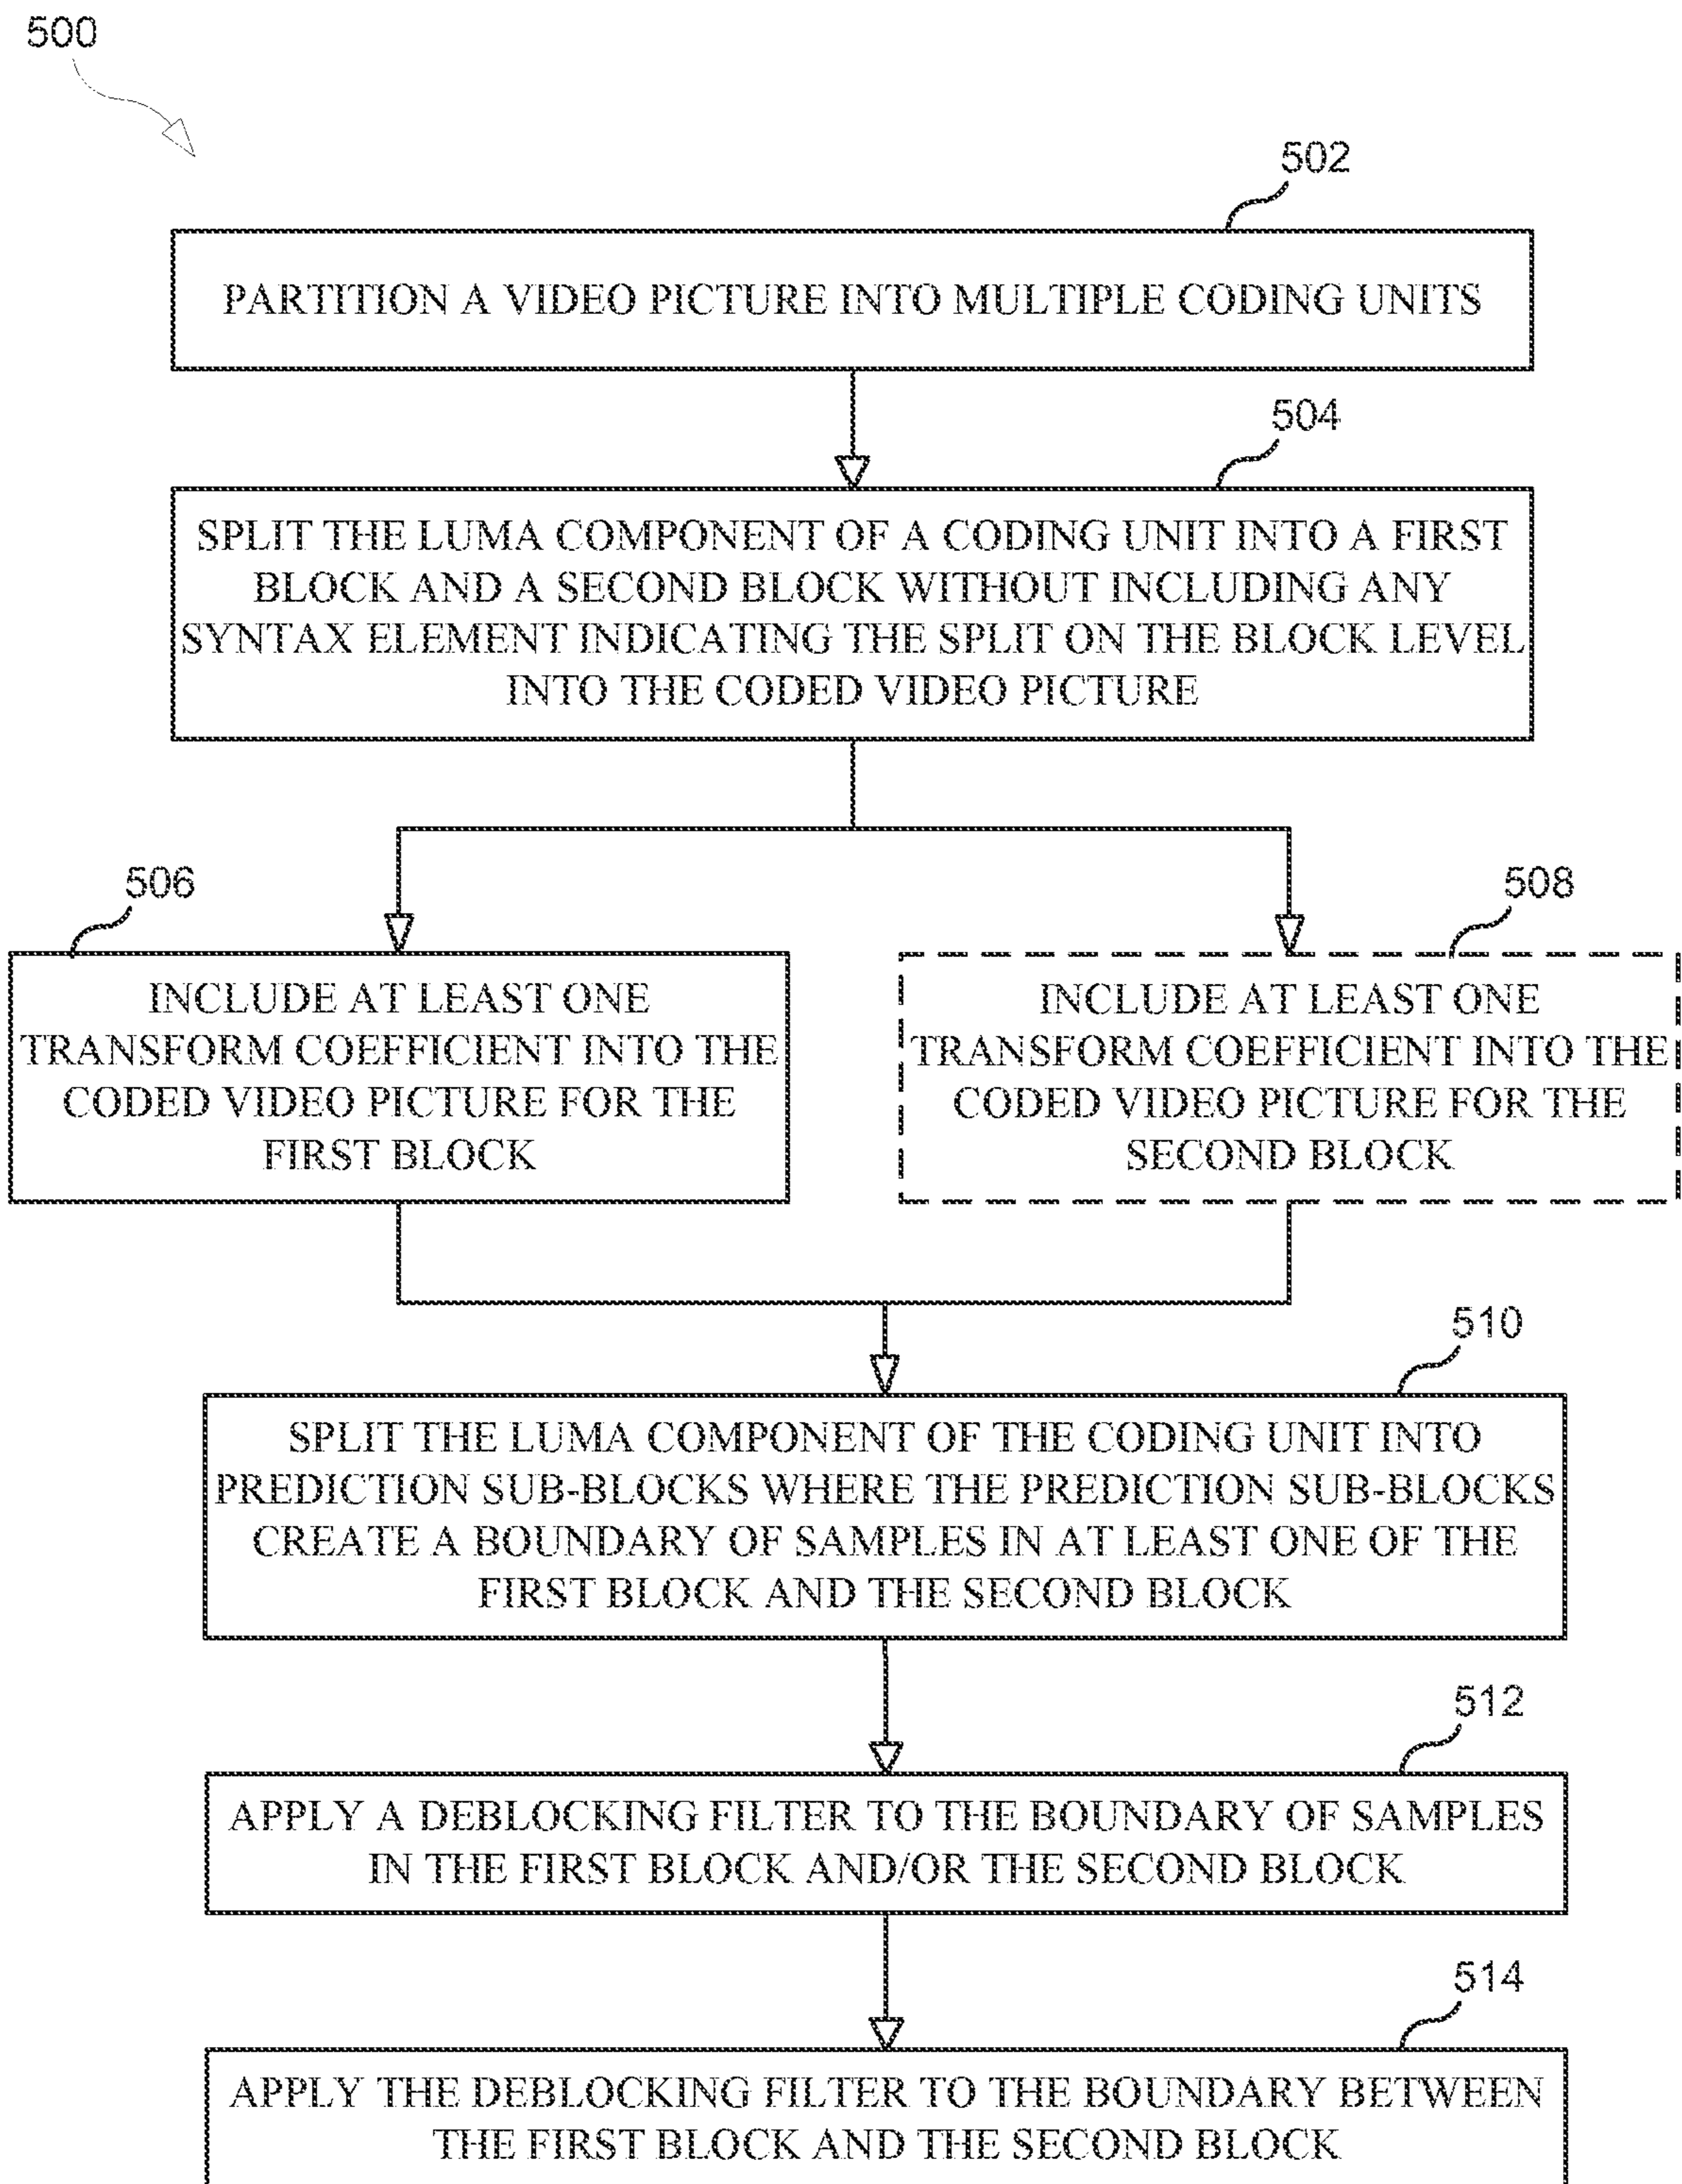 500
502
PARTITION A VIDEO PICTURE INTO MULTIPLE CODING UNITS
504
SPLIT THE LUMA COMPONENT OF A CODING UNIT INTO A FIRST
BLOCK AND A SECOND BLOCK WITHOUT INCLUDING ANY
SYNTAX ELEMENT INDICATING THE SPLIT ON THE BLOCK LEVEL
INTO THE CODED VIDEO PICTURE
506
INCLUDE AT LEAST ONE
TRANSFORM COEFFICIENT INTO THE
CODED VIDEO PICTURE FOR THE
FIRST BLOCK
508
INCLUDE AT LEAST ONE
TRANSFORM COEFFICIENT INTO THE
CODED VIDEO PICTURE FOR THE
SECOND BLOCK
510
SPLIT THE LUMA COMPONENT OF THE CODING UNIT INTO
PREDICTION SUB-BLOCKS WHERE THE PREDICTION SUB-BLOCKS
CREATE A BOUNDARY OF SAMPLES IN AT LEAST ONE OF THE
FIRST BLOCK AND THE SECOND BLOCK
512
APPLY A DEBLOCKING FILTER TO THE BOUNDARY OF SAMPLES
IN THE FIRST BLOCK AND/OR THE SECOND BLOCK
514
APPLY THE DEBLOCKING FILTER TO THE BOUNDARY BETWEEN
THE FIRST BLOCK AND THE SECOND BLOCK